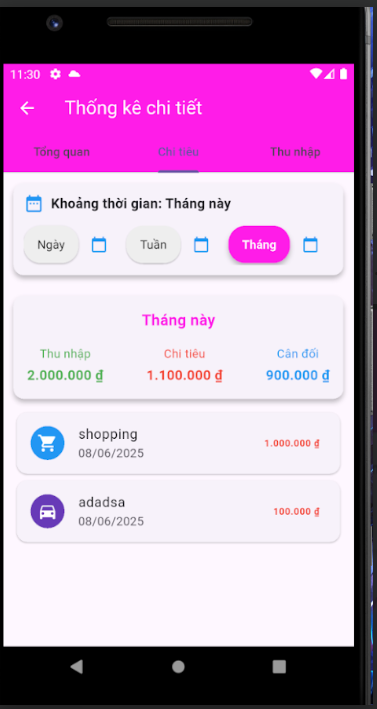 11:30
Thống kê chi tiết
Tổng quan Chi tiêu Thu nhập
Khoảng thời gian: Tháng này
Ngày Tuần Tháng
Tháng này
Thu nhập Chi tiêu Cân đối
2.000.000 ₫ 1.100.000 ₫ 900.000 ₫
shopping
08/06/2025
1.000.000 ₫
adadsa
08/06/2025
100.000 ₫